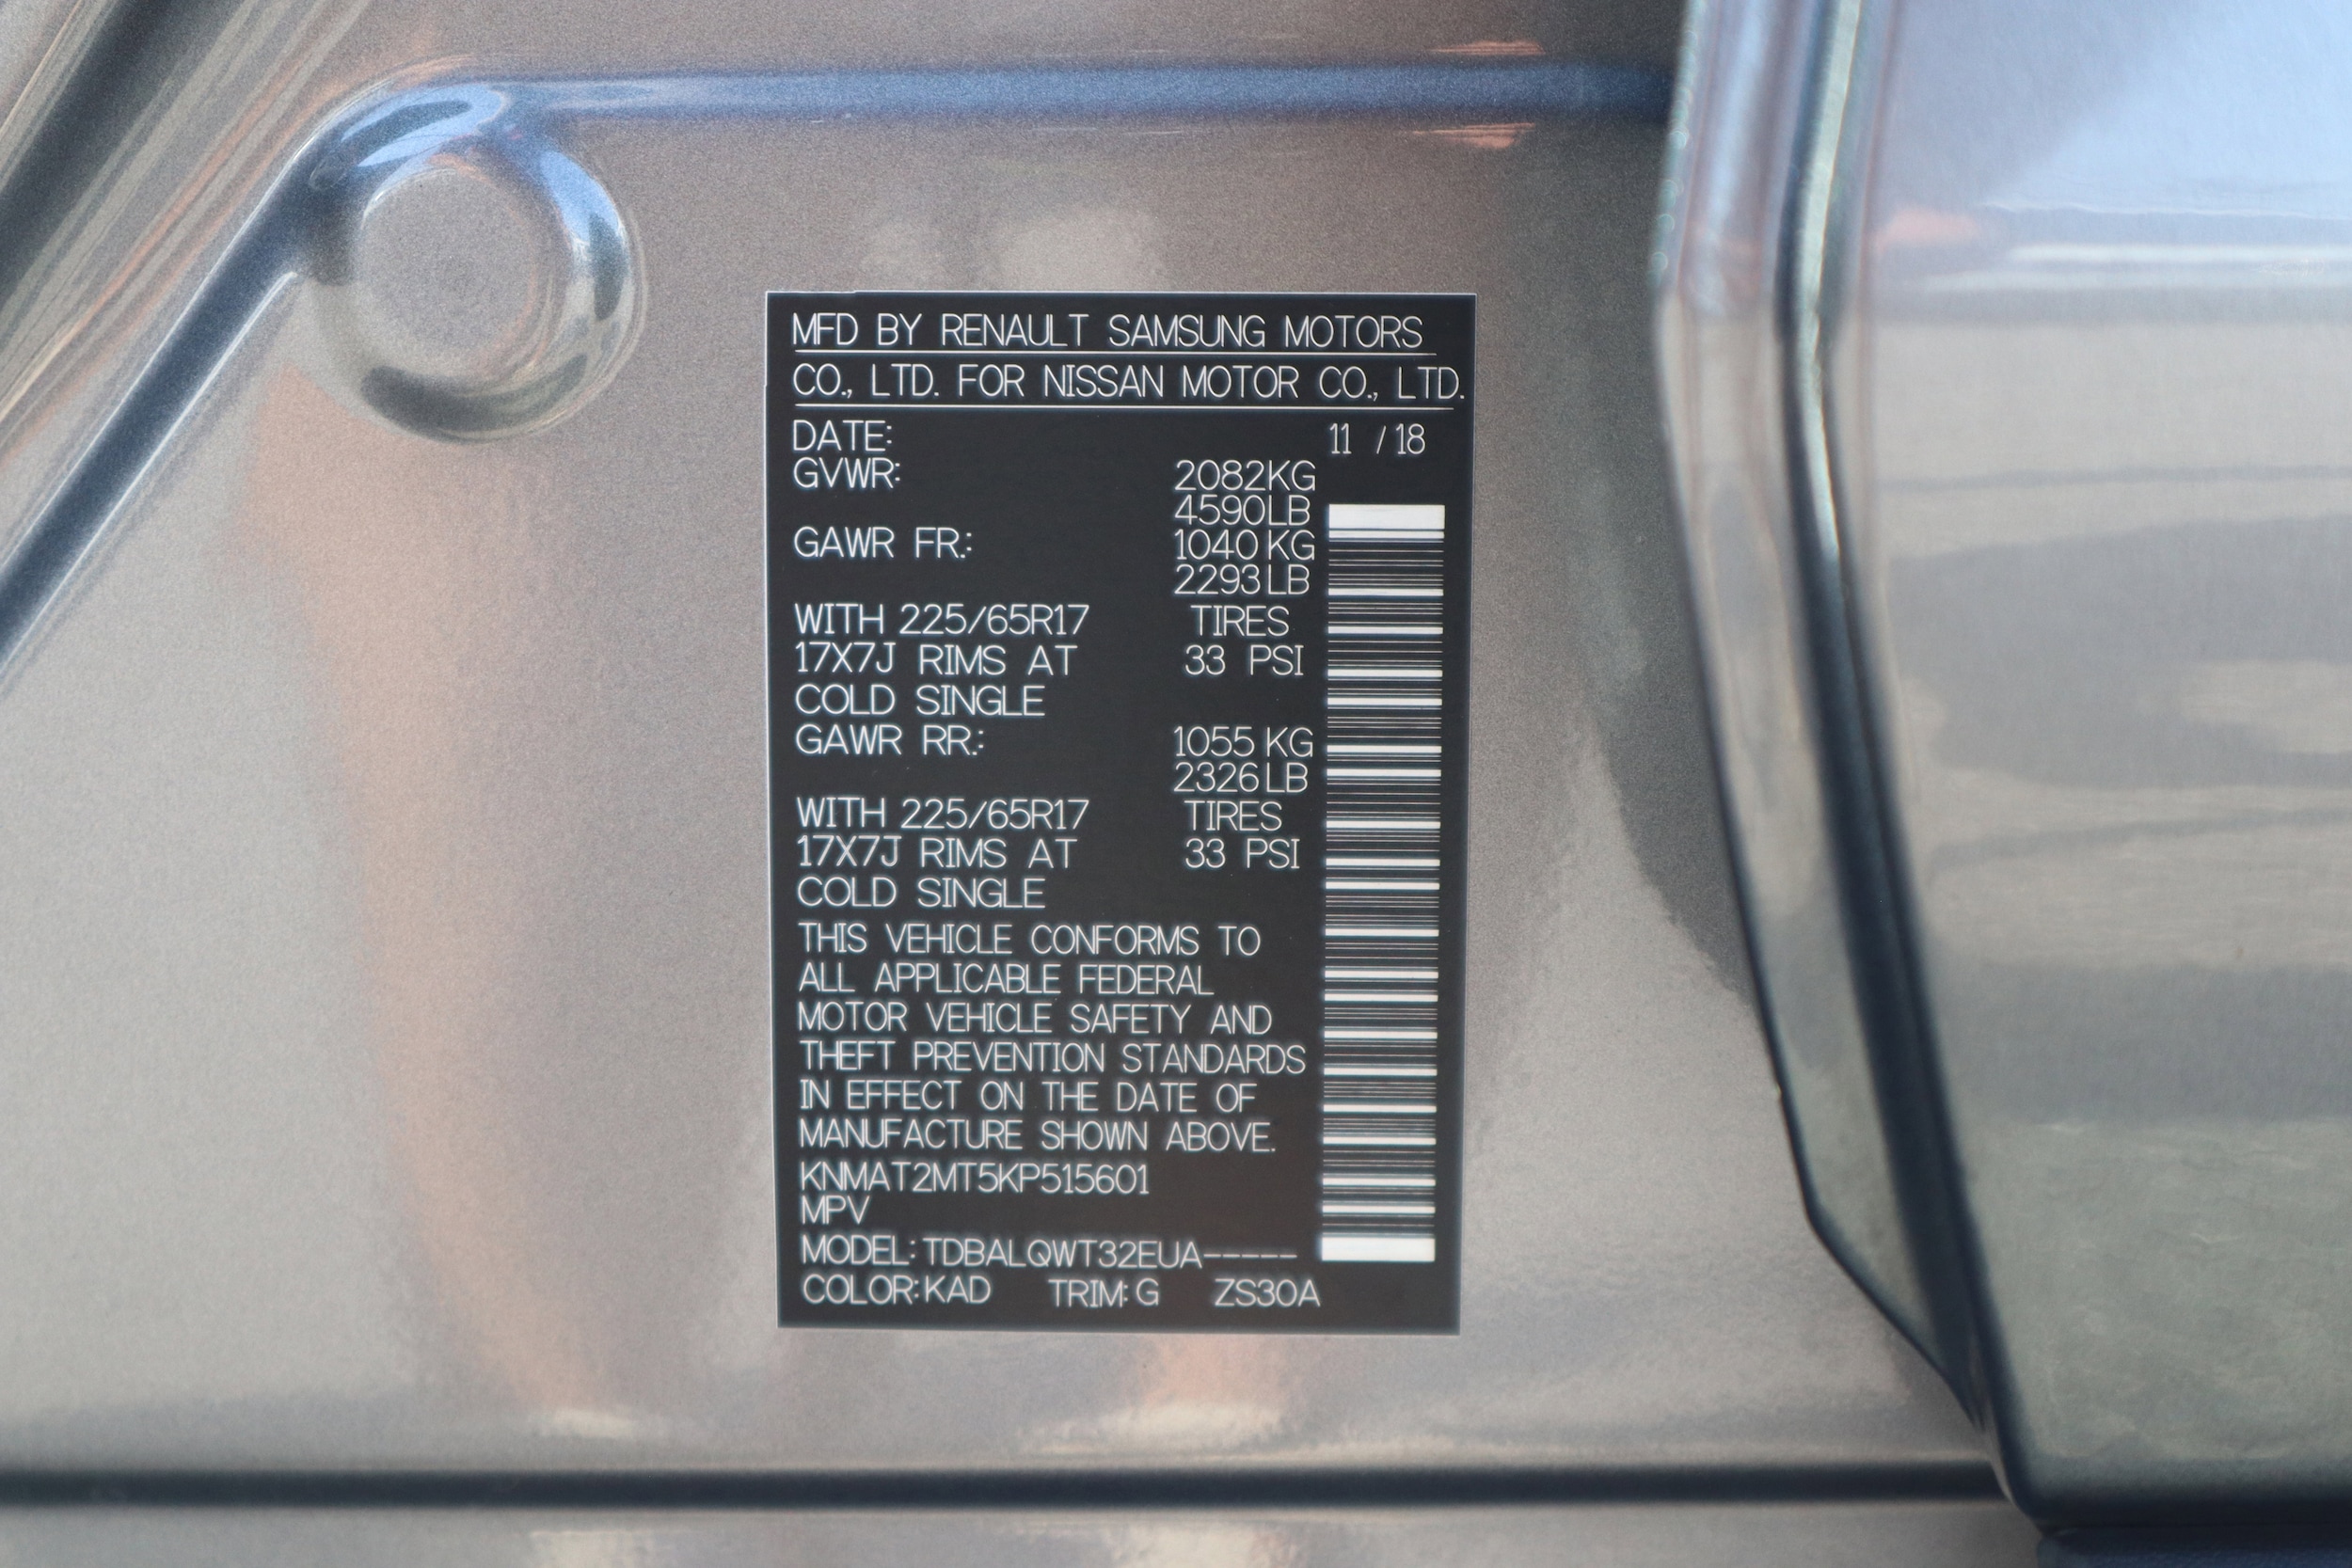 MFD BY RENAULT SAMSUNG MOTORS
CO., LTD. FOR NISSAN MOTOR CO., LTD.
DATE: 11 / 18
GVWR: 2082KG
4590LB
GAWR FR.: 1040 KG
2293 LB
WITH 225/65R17 TIRES
17X7J RIMS AT 33 PSI
COLD SINGLE
GAWR RR.: 1055 KG
2326 LB
WITH 225/65R17 TIRES
17X7J RIMS AT 33 PSI
COLD SINGLE
THIS VEHICLE CONFORMS TO
ALL APPLICABLE FEDERAL
MOTOR VEHICLE SAFETY AND
THEFT PREVENTION STANDARDS
IN EFFECT ON THE DATE OF
MANUFACTURE SHOWN ABOVE.
KNMAT2MT5KP515601
MPV
MODEL: TDBALQWT32EUA-----
COLOR: KAD TRIM: G ZS30A